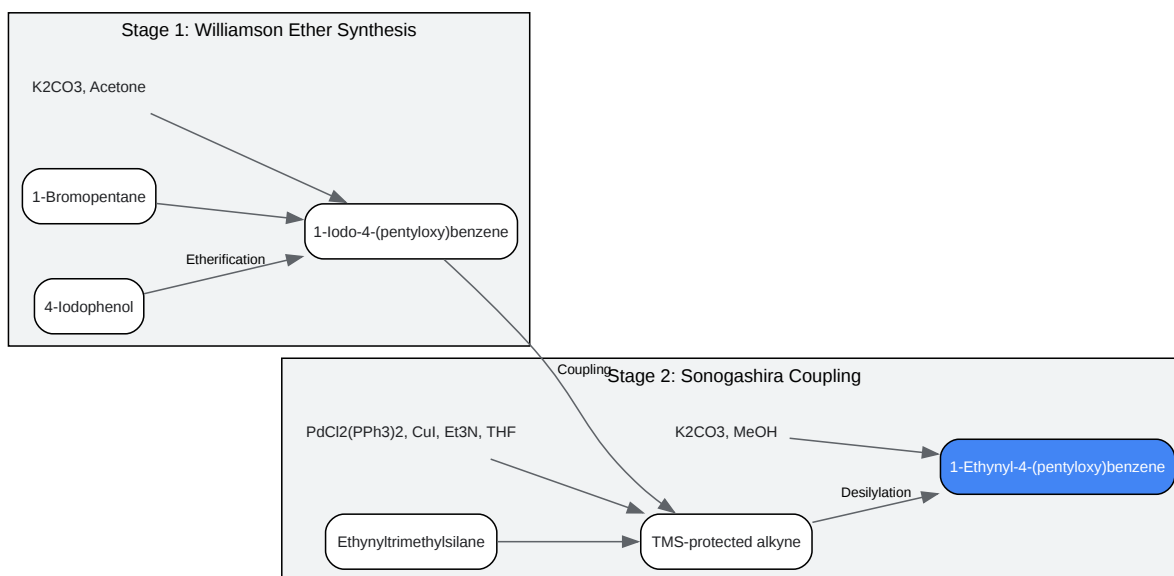 Stage 1: Williamson Ether Synthesis
K2CO3, Acetone
1-Bromopentane
1-Iodo-4-(pentyloxy)benzene
Etherification
4-Iodophenol
Coupling
Stage 2: Sonogashira Coupling
PdCl2(PPh3)2, CuI, Et3N, THF
K2CO3, MeOH
1-Ethynyl-4-(pentyloxy)benzene
Desilylation
Ethynyltrimethylsilane
TMS-protected alkyne